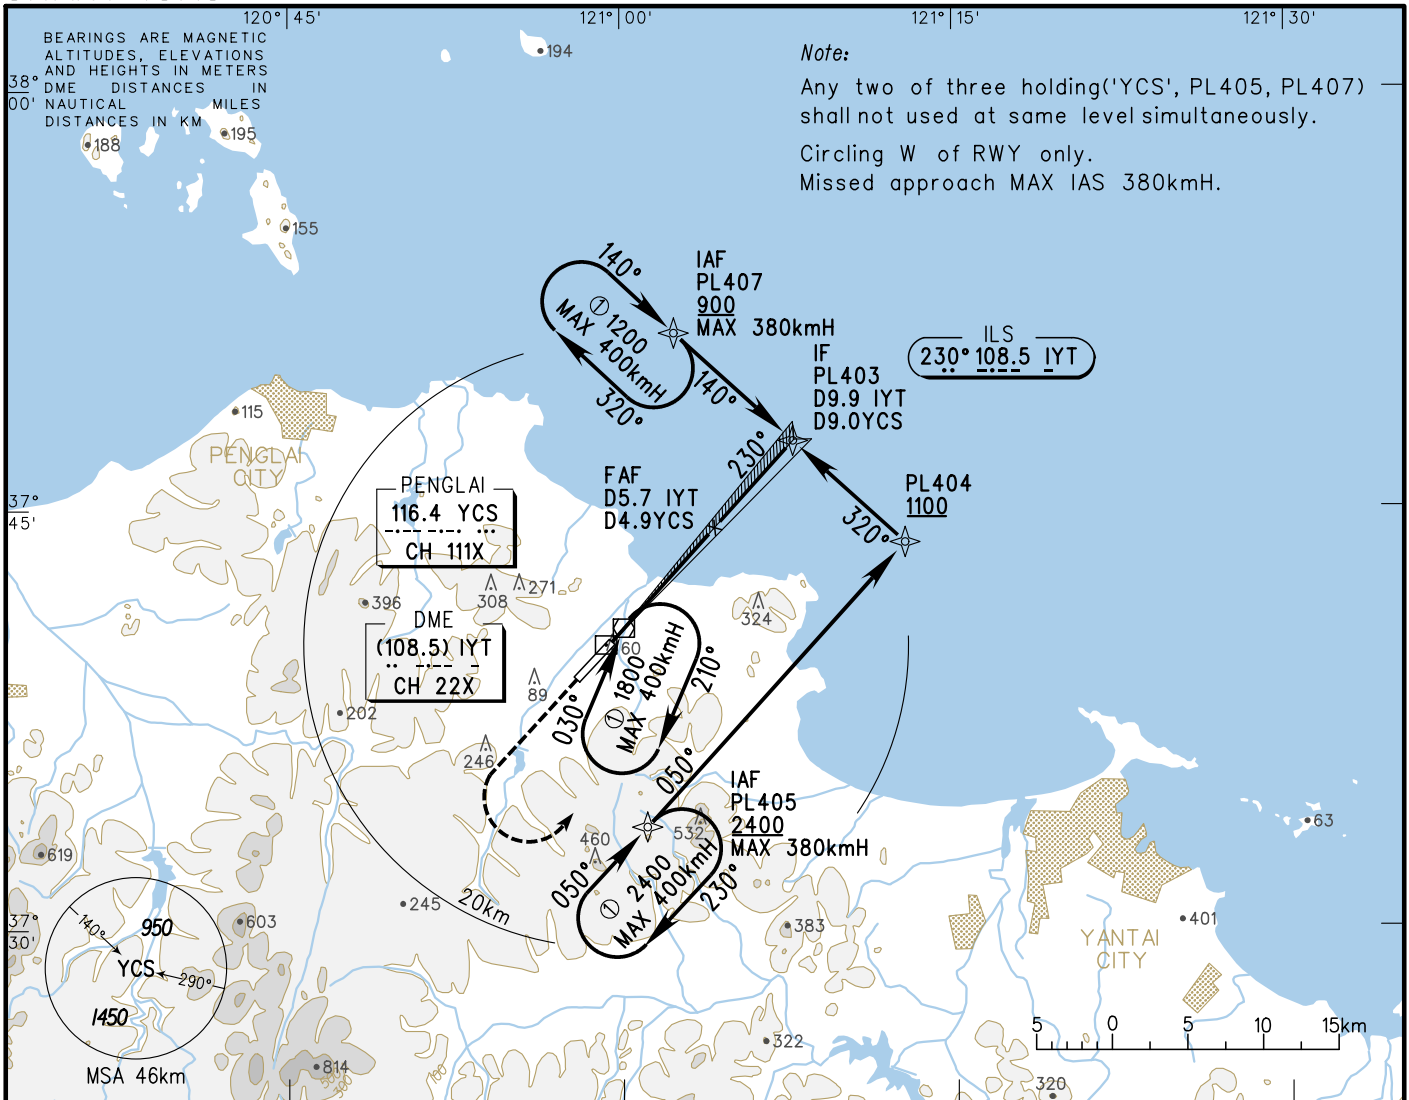 120°45'
121°00'
121°15'
121°30'
BEARINGS ARE MAGNETIC
ALTITUDES, ELEVATIONS
AND HEIGHTS IN METERS
DME DISTANCES IN
NAUTICAL MILES
DISTANCES IN KM
38°
00'
Note:
Any two of three holding('YCS', PL405, PL407)
shall not used at same level simultaneously.
Circling W of RWY only.
Missed approach MAX IAS 380kmH.
194
195
188
155
140°
① 1200
MAX 400kmH
320°
IAF
PL407
900
MAX 380kmH
140°
IF
PL403
D9.9 IYT
D9.0YCS
ILS
230° 108.5 IYT
115
PENGLAI
CITY
230°
FAF
D5.7 IYT
D4.9YCS
PL404
1100
320°
37°
45'
PENGLAI
116.4 YCS
CH 111X
308
271
396
324
DME
(108.5) IYT
CH 22X
60
89
202
246
030°
① 1800
MAX 400kmH
210°
050°
IAF
PL405
2400
MAX 380kmH
532
460
050°
① 2400
MAX 400kmH
230°
63
619
20km
245
603
383
401
37°
30'
YANTAI
CITY
140°
950
YCS
290°
1450
MSA 46km
322
814
500
300
100
5 0 5 10 15km
320